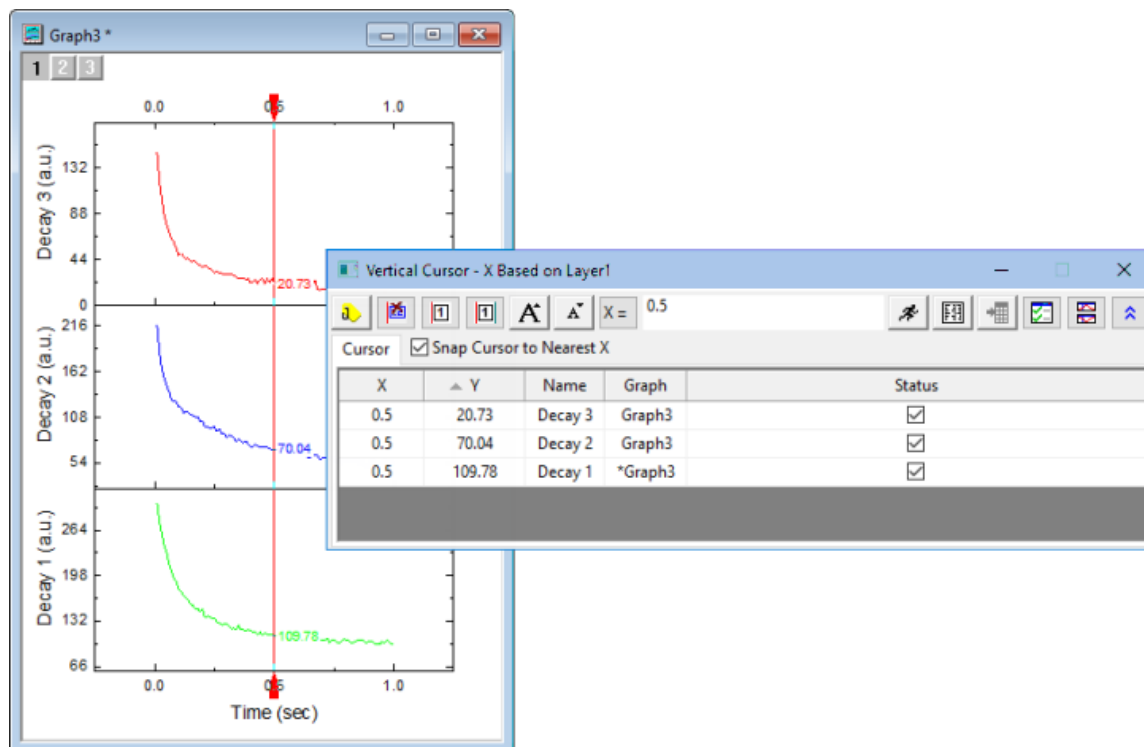 Graph3 *
1 2 3
0.0 0.5 1.0
Decay 3 (a.u.)
132
88
44
0
20.73
Decay 2 (a.u.)
216
162
108
54
70.04
Decay 1 (a.u.)
264
198
132
66
109.78
0.0 0.5 1.0
Time (sec)
Vertical Cursor - X Based on Layer1
1 1 A A X = 0.5
Cursor Snap Cursor to Nearest X
X Y Name Graph Status
0.5 20.73 Decay 3 Graph3
0.5 70.04 Decay 2 Graph3
0.5 109.78 Decay 1 *Graph3